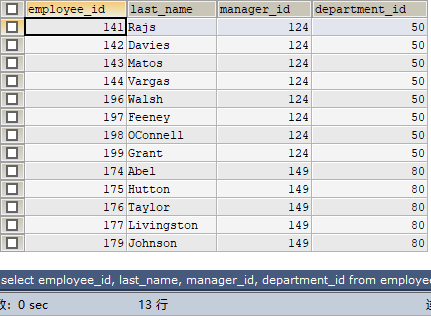 employee_id last_name manager_id department_id
141 Rajs 124 50
142 Davies 124 50
143 Matos 124 50
144 Vargas 124 50
196 Walsh 124 50
197 Feeney 124 50
198 OConnell 124 50
199 Grant 124 50
174 Abel 149 80
175 Hutton 149 80
176 Taylor 149 80
177 Livingston 149 80
179 Johnson 149 80
select employee_id, last_name, manager_id, department_id from employee
: 0 sec 13 行